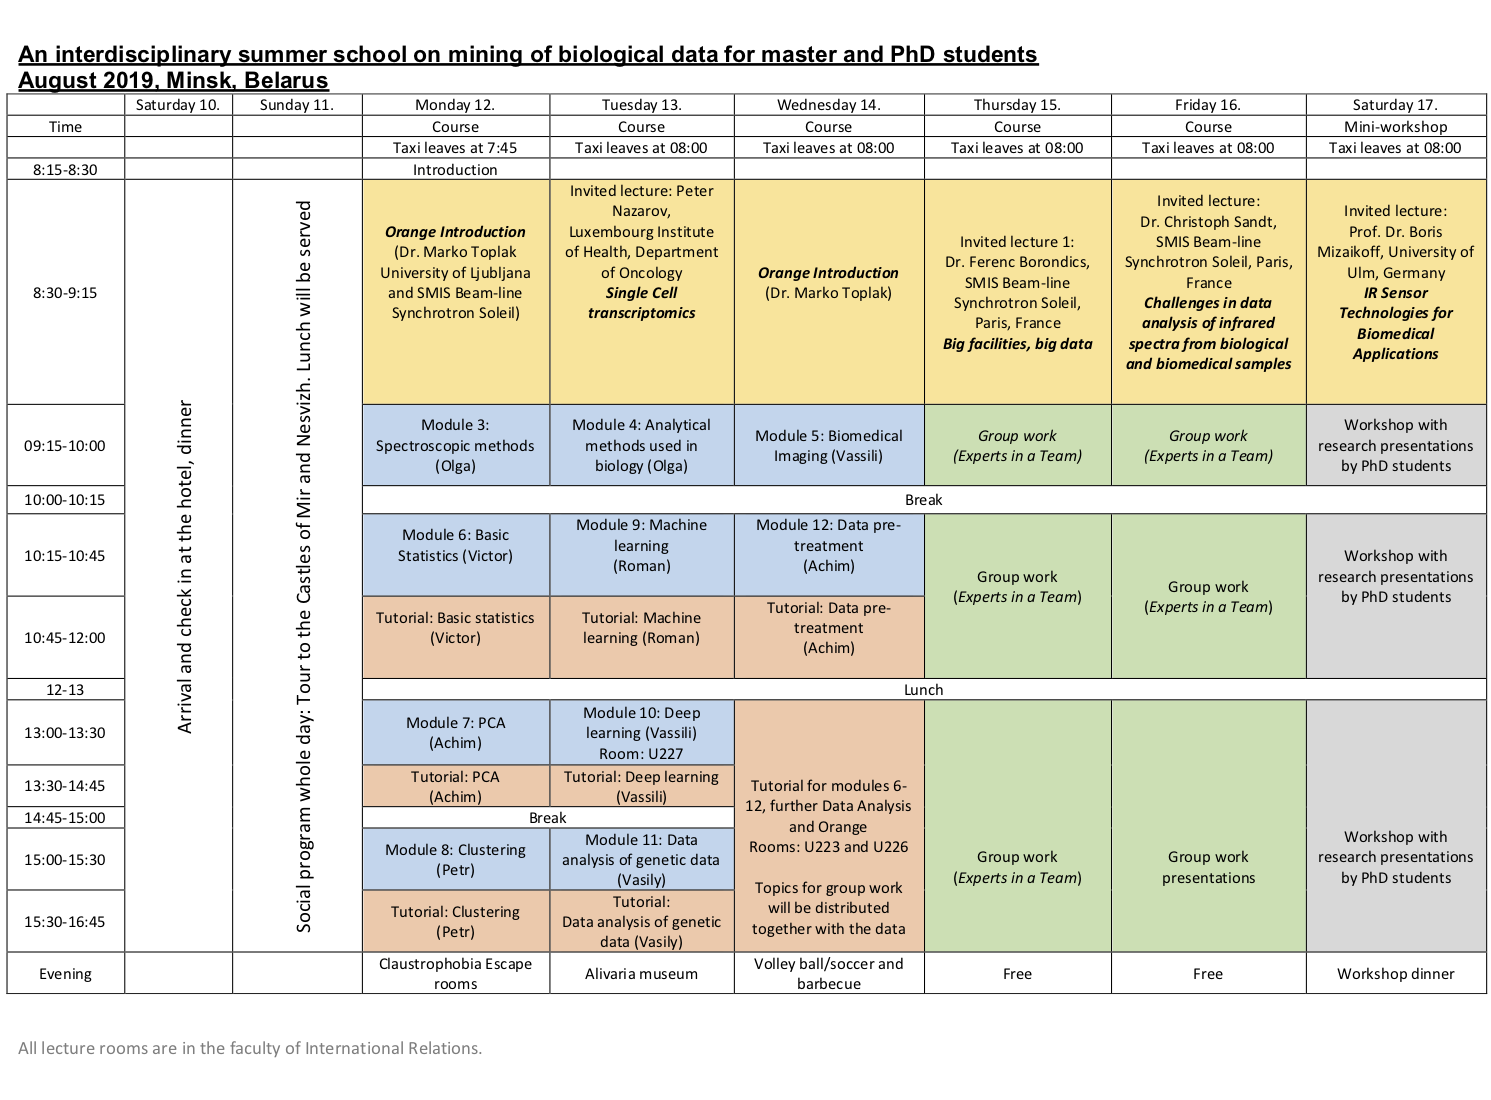 An interdisciplinary summer school on mining of biological data for master and PhD students
August 2019, Minsk, Belarus
Saturday 10.
Sunday 11.
Monday 12.
Tuesday 13.
Wednesday 14.
Thursday 15.
Friday 16.
Saturday 17.
Time
Course
Course
Course
Course
Course
Mini-workshop
Taxi leaves at 7:45
Taxi leaves at 08:00
Taxi leaves at 08:00
Taxi leaves at 08:00
Taxi leaves at 08:00
Taxi leaves at 08:00
8:15-8:30
Introduction
Arrival and check in at the hotel, dinner
Social program whole day: Tour to the Castles of Mir and Nesvizh. Lunch will be served
8:30-9:15
Orange Introduction
(Dr. Marko Toplak
University of Ljubljana
and SMIS Beam-line
Synchrotron Soleil)
Invited lecture: Peter
Nazarov,
Luxembourg Institute
of Health, Department
of Oncology
Single Cell
transcriptomics
Orange Introduction
(Dr. Marko Toplak)
Invited lecture 1:
Dr. Ferenc Borondics,
SMIS Beam-line
Synchrotron Soleil,
Paris, France
Big facilities, big data
Invited lecture:
Dr. Christoph Sandt,
SMIS Beam-line
Synchrotron Soleil, Paris,
France
Challenges in data
analysis of infrared
spectra from biological
and biomedical samples
Invited lecture:
Prof. Dr. Boris
Mizaikoff, University of
Ulm, Germany
IR Sensor
Technologies for
Biomedical
Applications
09:15-10:00
Module 3:
Spectroscopic methods
(Olga)
Module 4: Analytical
methods used in
biology (Olga)
Module 5: Biomedical
Imaging (Vassili)
Group work
(Experts in a Team)
Group work
(Experts in a Team)
Workshop with
research presentations
by PhD students
10:00-10:15
Break
10:15-10:45
Module 6: Basic
Statistics (Victor)
Module 9: Machine
learning
(Roman)
Module 12: Data pre-
treatment
(Achim)
Group work
(Experts in a Team)
Group work
(Experts in a Team)
Workshop with
research presentations
by PhD students
10:45-12:00
Tutorial: Basic statistics
(Victor)
Tutorial: Machine
learning (Roman)
Tutorial: Data pre-
treatment
(Achim)
12-13
Lunch
13:00-13:30
Module 7: PCA
(Achim)
Module 10: Deep
learning (Vassili)
Room: U227
Tutorial for modules 6-
12, further Data Analysis
and Orange
Rooms: U223 and U226
Topics for group work
will be distributed
together with the data
Group work
(Experts in a Team)
Group work
presentations
Workshop with
research presentations
by PhD students
13:30-14:45
Tutorial: PCA
(Achim)
Tutorial: Deep learning
(Vassili)
14:45-15:00
Break
15:00-15:30
Module 8: Clustering
(Petr)
Module 11: Data
analysis of genetic data
(Vasily)
15:30-16:45
Tutorial: Clustering
(Petr)
Tutorial:
Data analysis of genetic
data (Vasily)
Evening
Claustrophobia Escape
rooms
Alivaria museum
Volley ball/soccer and
barbecue
Free
Free
Workshop dinner
All lecture rooms are in the faculty of International Relations.